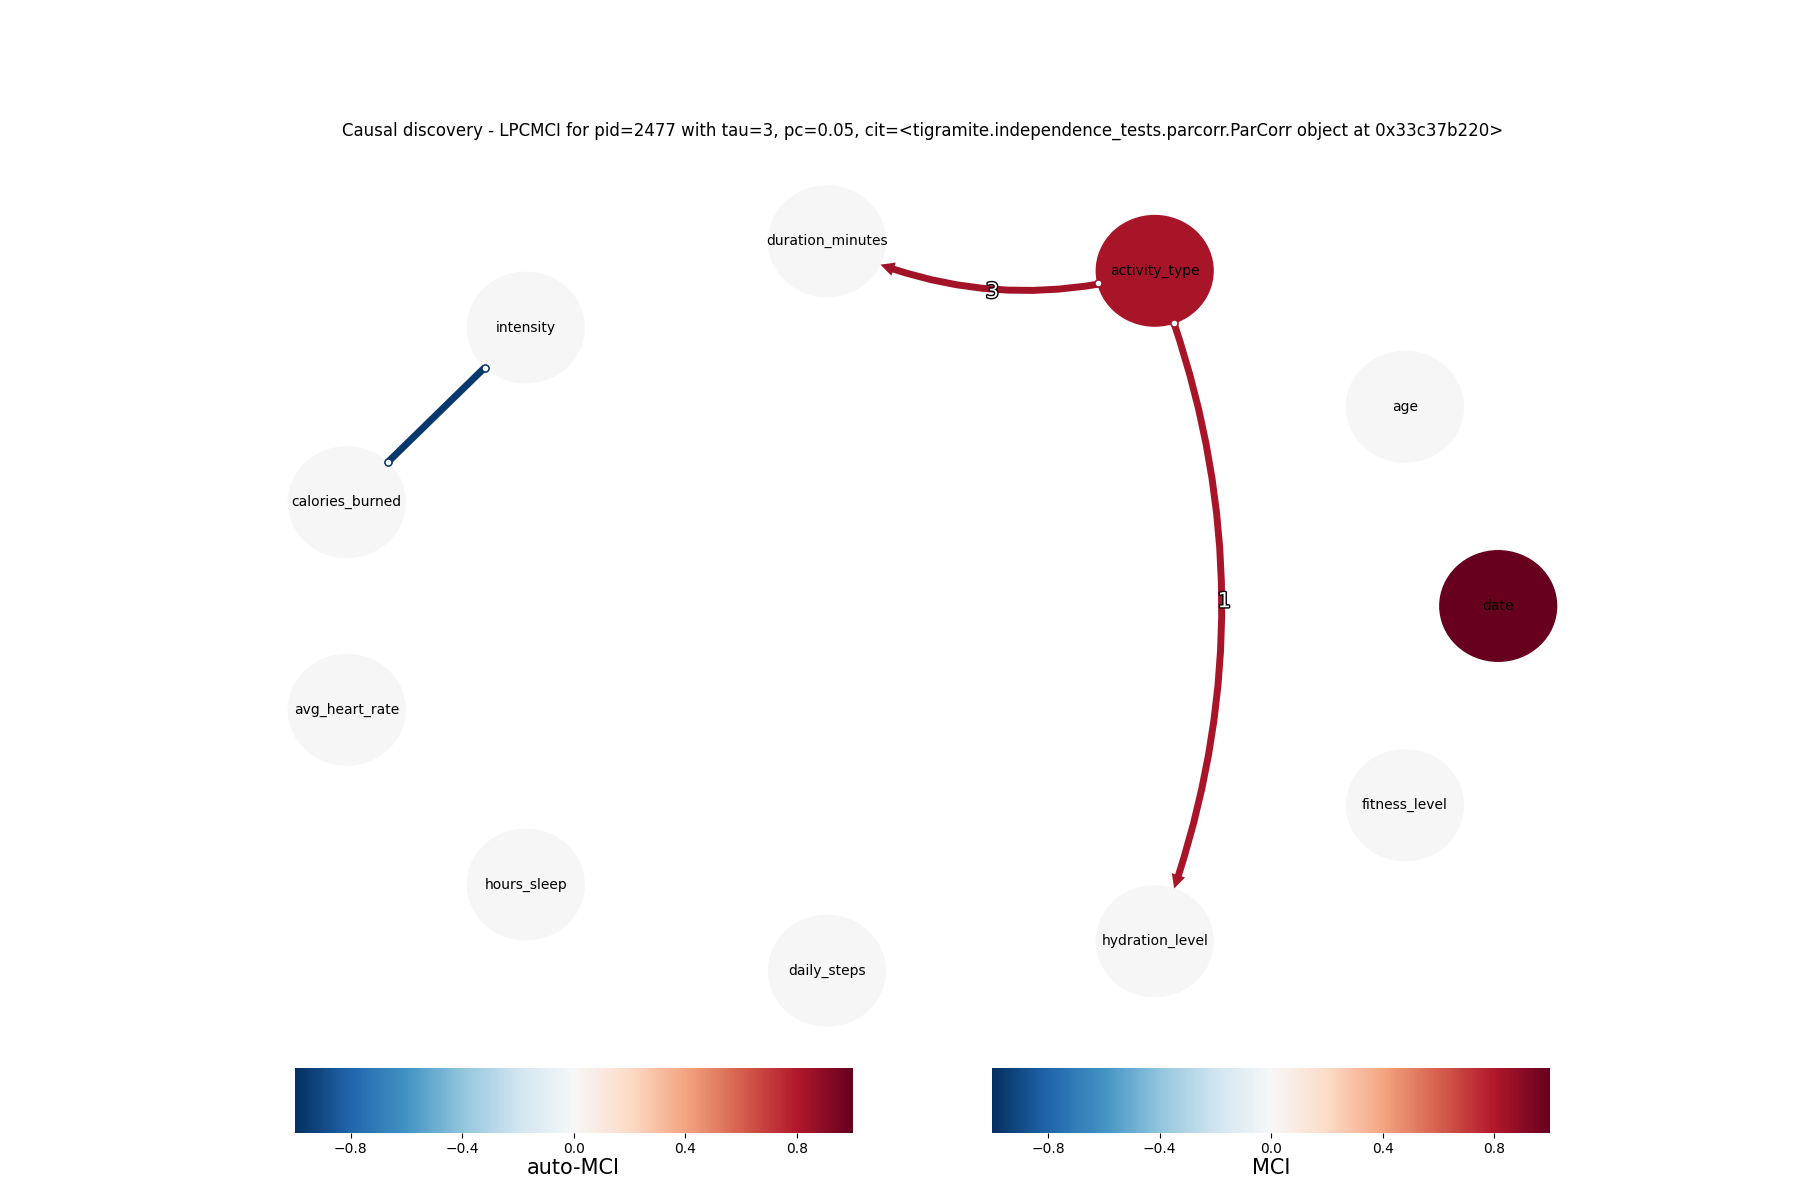 Causal discovery - LPCMCI for pid=2477 with tau=3, pc=0.05, cit=<tigramite.independence_tests.parcorr.ParCorr object at 0x33c37b220>
duration_minutes
activity_type
3
intensity
age
calories_burned
1
date
avg_heart_rate
fitness_level
hours_sleep
hydration_level
daily_steps
−0.8 −0.4 0.0 0.4 0.8
auto-MCI
−0.8 −0.4 0.0 0.4 0.8
MCI